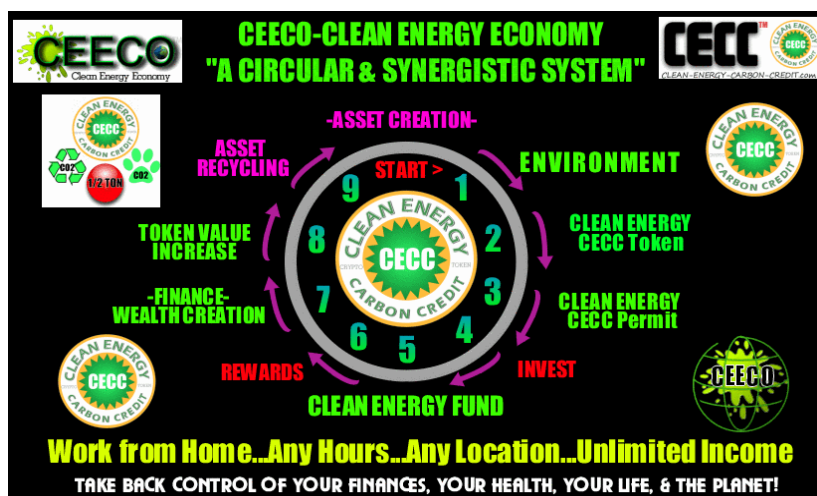 CEECO
Clean Energy Economy
CEECO-CLEAN ENERGY ECONOMY
"A CIRCULAR & SYNERGISTIC SYSTEM"
CECC™
CLEAN ENERGY
CECC
CLEAN-ENERGY-CARBON-CREDIT.com
CLEAN ENERGY
CECC
CARBON CREDIT
CO2
1/2 TON
CO2
-ASSET CREATION-
ASSET
RECYCLING
START >
ENVIRONMENT
CLEAN ENERGY
CECC
CARBON CREDIT
9
1
TOKEN VALUE
INCREASE
8
2
CLEAN ENERGY
CECC Token
CLEAN ENERGY
CRYPTO
CECC
TOKEN
CARBON CREDIT
-FINANCE-
WEALTH CREATION
7
3
CLEAN ENERGY
CECC Permit
6
5
4
CLEAN ENERGY
CECC
CARBON CREDIT
REWARDS
INVEST
CEECO
CLEAN ENERGY FUND
Work from Home...Any Hours...Any Location...Unlimited Income
TAKE BACK CONTROL OF YOUR FINANCES, YOUR HEALTH, YOUR LIFE, & THE PLANET!